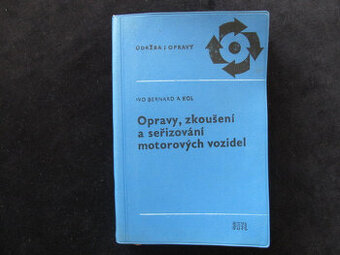 ÚDRŽBA I OPRAVY
IVO BERNARD A KOL.
Opravy, zkoušení
a seřizování
motorových vozidel